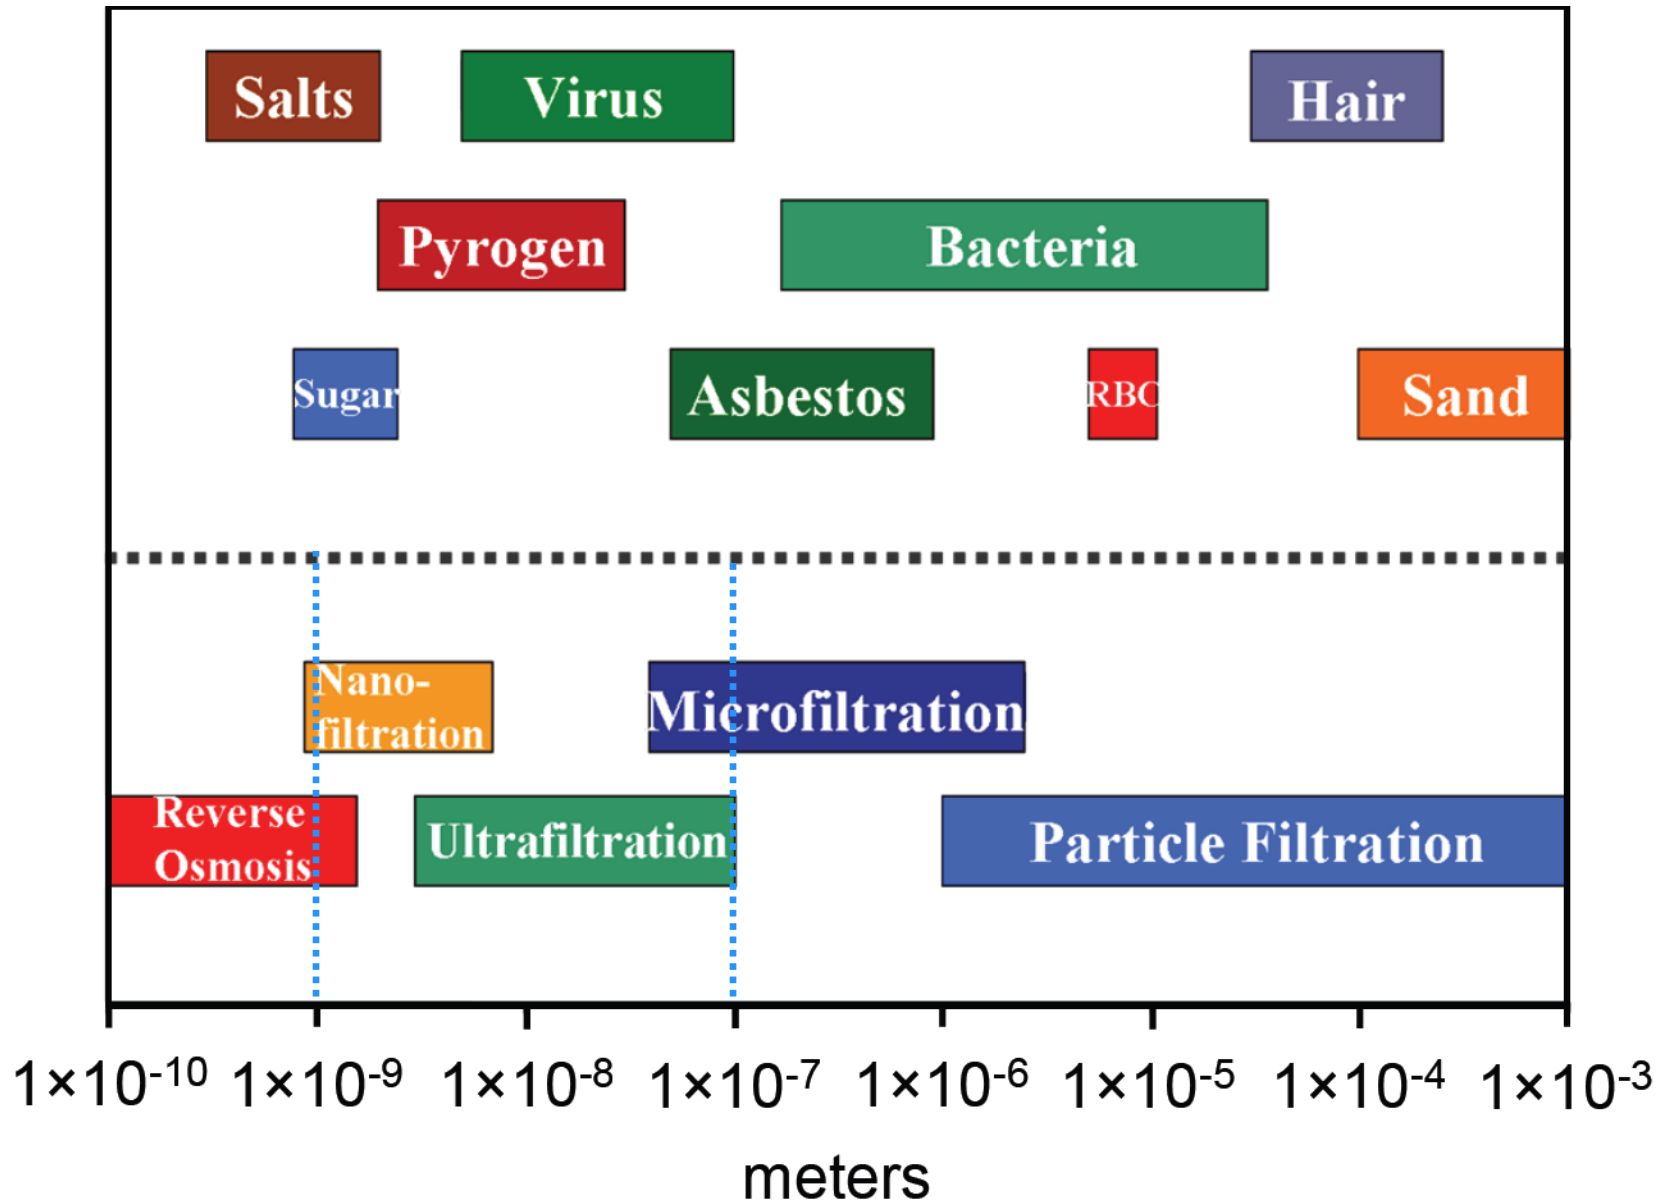 Salts
Virus
Hair
Pyrogen
Bacteria
Sugar
Asbestos
RBC
Sand
Nano-
filtration
Microfiltration
Reverse
Osmosis
Ultrafiltration
Particle Filtration
1×10⁻¹⁰ 1×10⁻⁹ 1×10⁻⁸ 1×10⁻⁷ 1×10⁻⁶ 1×10⁻⁵ 1×10⁻⁴ 1×10⁻³
meters